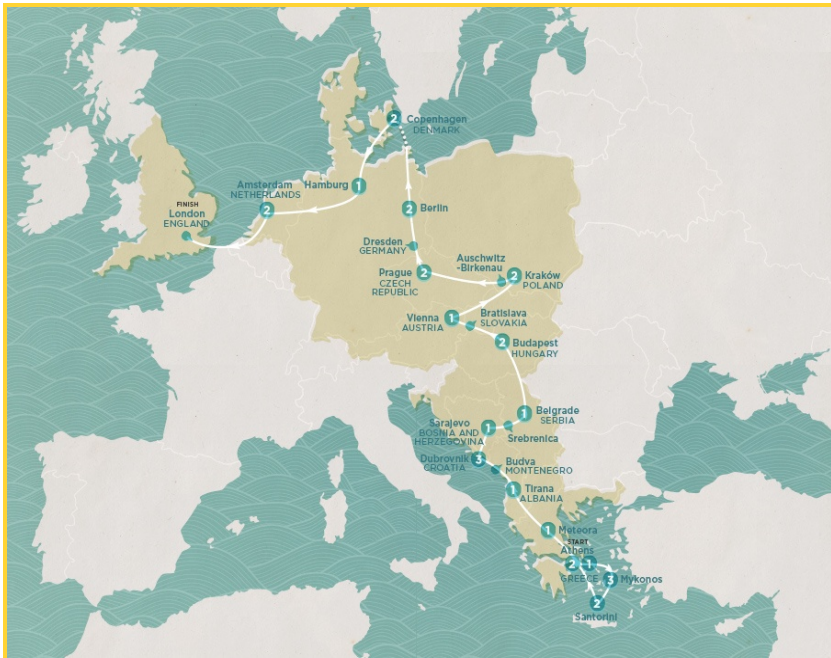 2
Copenhagen
DENMARK
Hamburg
1
Amsterdam
NETHERLANDS
2
FINISH
London
ENGLAND
2
Berlin
Dresden
GERMANY
Auschwitz
-Birkenau
2
Kraków
POLAND
Prague
CZECH
REPUBLIC
2
Vienna
AUSTRIA
1
Bratislava
SLOVAKIA
2
Budapest
HUNGARY
1
Belgrade
SERBIA
Sarajevo
BOSNIA AND
HERZEGOVINA
1
Srebrenica
Dubrovnik
CROATIA
3
Budva
MONTENEGRO
1
Tirana
ALBANIA
1
Meteora
START
Athens
2
1
GREECE
3
Mykonos
2
Santorini